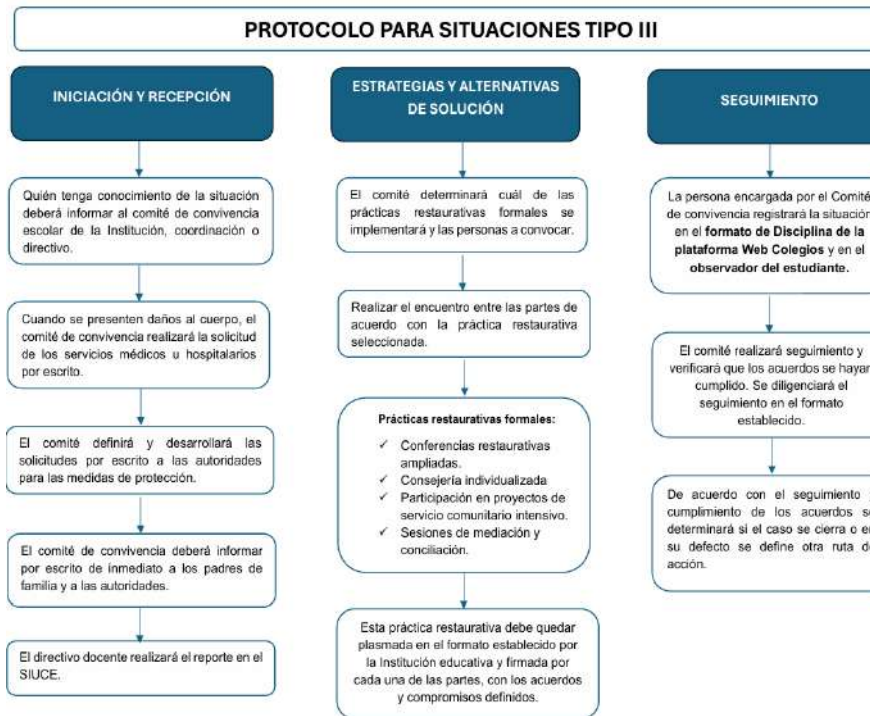 PROTOCOLO PARA SITUACIONES TIPO III
INICIACIÓN Y RECEPCIÓN
Quién tenga conocimiento de la situación
deberá informar al comité de convivencia
escolar de la Institución, coordinación o
directivo.
Cuando se presenten daños al cuerpo, el
comité de convivencia realizará la solicitud
de los servicios médicos u hospitalarios
por escrito.
El comité definirá y desarrollará las
solicitudes por escrito a las autoridades
para las medidas de protección.
El comité de convivencia deberá informar
por escrito de inmediato a los padres de
familia y a las autoridades.
El directivo docente realizará el reporte en el
SIUCE.
ESTRATEGIAS Y ALTERNATIVAS
DE SOLUCIÓN
El comité determinará cuál de las
prácticas restaurativas formales se
implementará y las personas a convocar.
Realizar el encuentro entre las partes de
acuerdo con la práctica restaurativa
seleccionada.
Prácticas restaurativas formales:
✓ Conferencias restaurativas
ampliadas.
✓ Consejería individualizada
✓ Participación en proyectos de
servicio comunitario intensivo.
✓ Sesiones de mediación y
conciliación.
Esta práctica restaurativa debe quedar
plasmada en el formato establecido por
la Institución educativa y firmada por
cada una de las partes, con los acuerdos
y compromisos definidos.
SEGUIMIENTO
La persona encargada por el Comité
de convivencia registrará la situación
en el formato de Disciplina de la
plataforma Web Colegios y en el
observador del estudiante.
El comité realizará seguimiento y
verificará que los acuerdos se hayan
cumplido. Se diligenciará el
seguimiento en el formato
establecido.
De acuerdo con el seguimiento
cumplimiento de los acuerdos se
determinará si el caso se cierra o en
su defecto se define otra ruta de
acción.